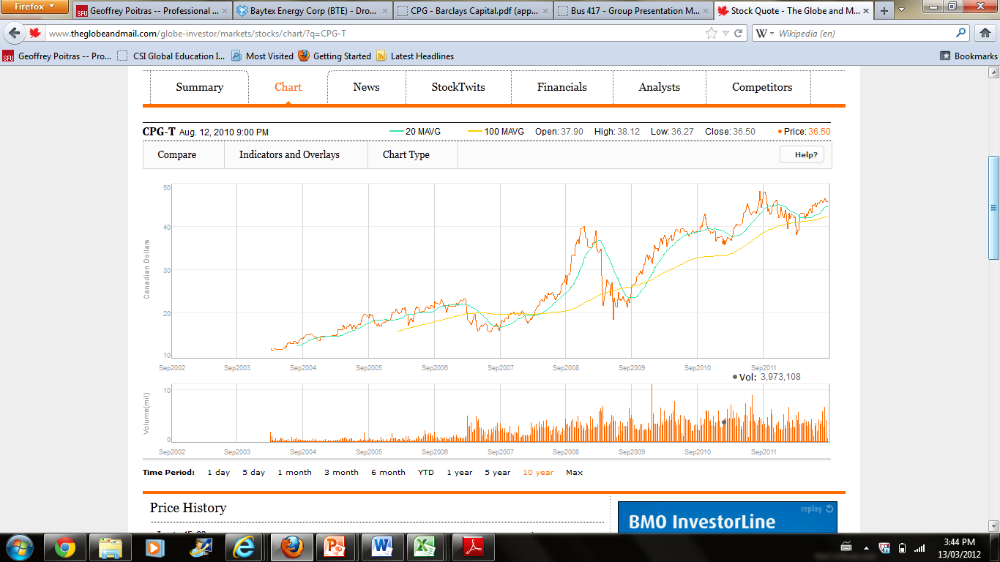 Firefox
Geoffrey Poitras -- Professional ...
Baytex Energy Corp (BTE) - Dro...
CPG - Barclays Capital.pdf (app...
Bus 417 - Group Presentation M...
Stock Quote - The Globe and M...
www.theglobeandmail.com/globe-investor/markets/stocks/chart/?q=CPG-T
W Wikipedia (en)
SFU Geoffrey Poitras -- Pro...
CSI Global Education I...
Most Visited
Getting Started
Latest Headlines
Bookmarks
Summary Chart News StockTwits Financials Analysts Competitors
CPG-T Aug. 12, 2010 9:00 PM 20 MAVG 100 MAVG Open: 37.90 High: 38.12 Low: 36.27 Close: 36.50 Price: 36.50
Compare Indicators and Overlays Chart Type Help?
50
40
30
20
10
Canadian Dollars
Sep2002 Sep2003 Sep2004 Sep2005 Sep2006 Sep2007 Sep2008 Sep2009 Sep2010 Sep2011
Vol: 3,973,108
10
0
Volume(mil)
Sep2002 Sep2003 Sep2004 Sep2005 Sep2006 Sep2007 Sep2008 Sep2009 Sep2010 Sep2011
Time Period: 1 day 5 day 1 month 3 month 6 month YTD 1 year 5 year 10 year Max
Price History
replay
BMO InvestorLine
3:44 PM
13/03/2012